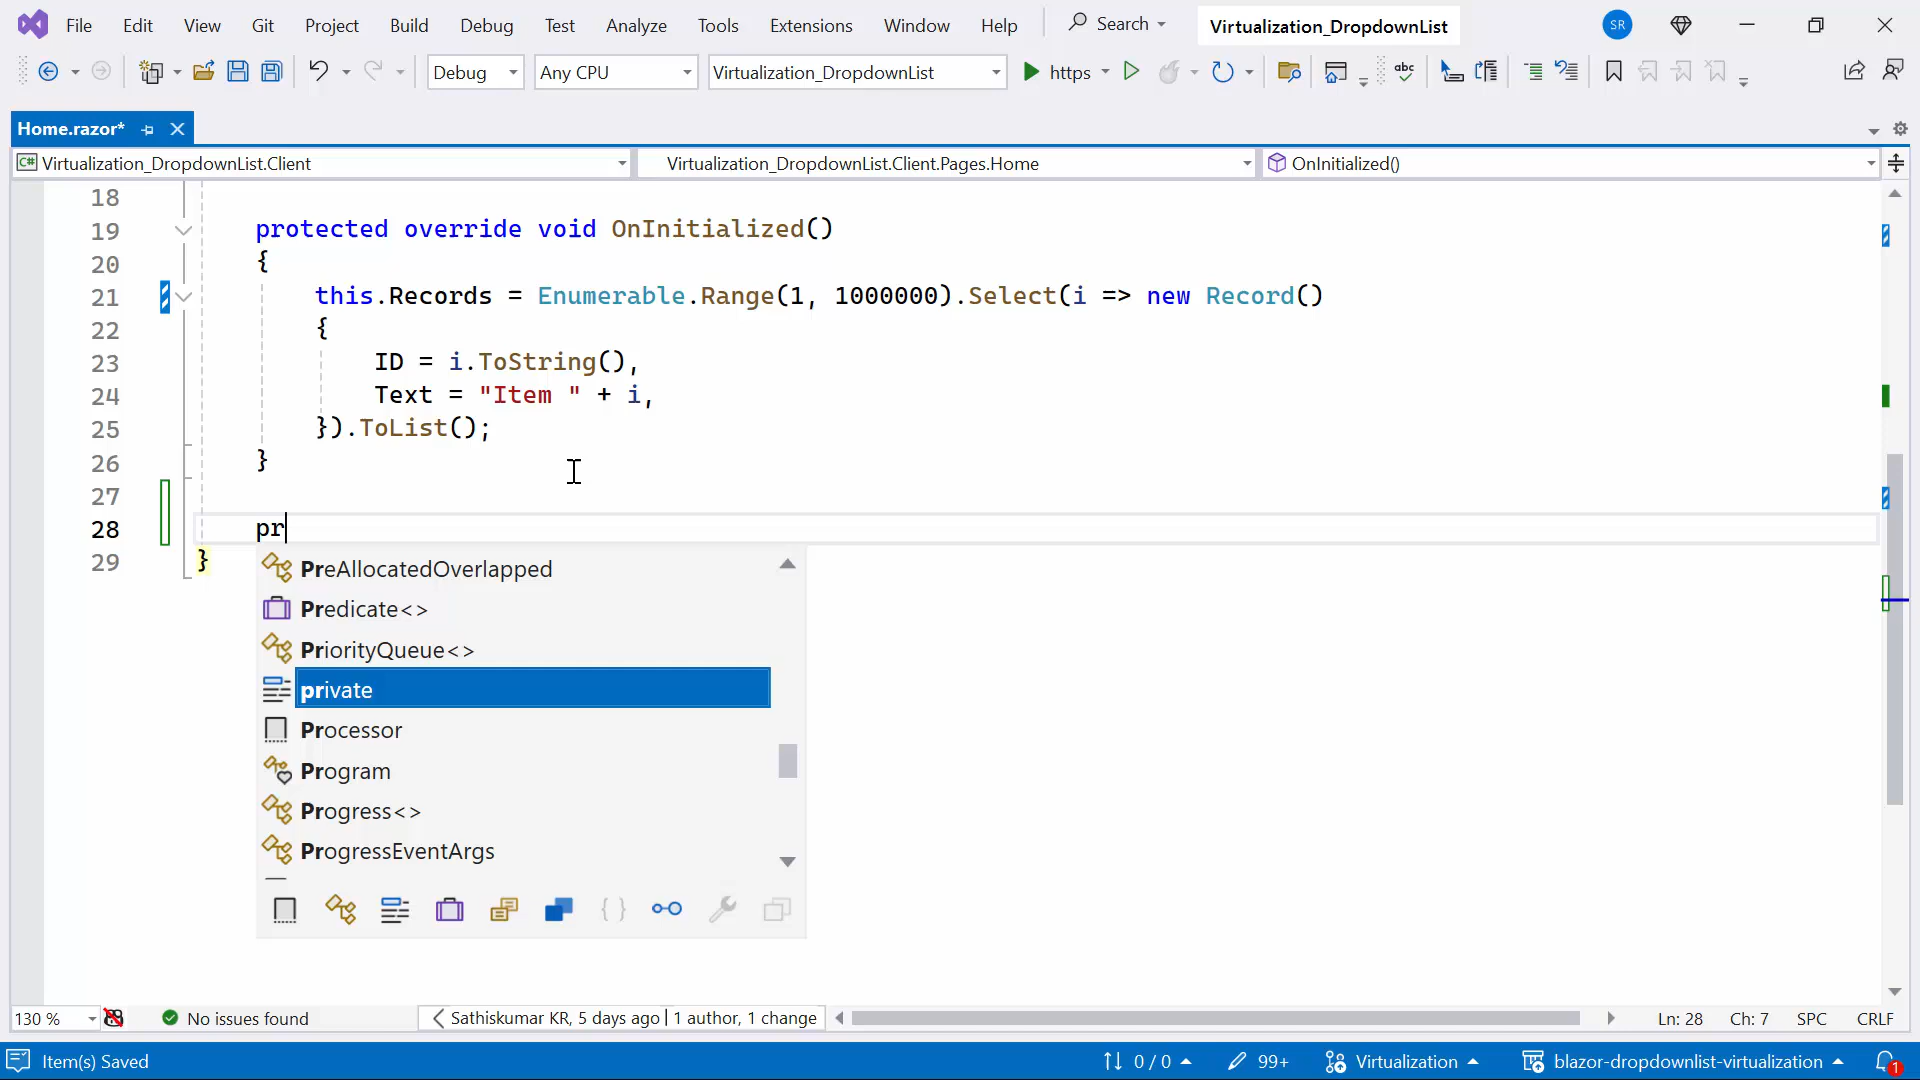 File Edit View Git Project Build Debug Test Analyze Tools Extensions Window Help Search Virtualization_DropdownList SR
Debug Any CPU Virtualization_DropdownList https
Home.razor*
Virtualization_DropdownList.Client Virtualization_DropdownList.Client.Pages.Home OnInitialized()
18
19 protected override void OnInitialized()
20 {
21 this.Records = Enumerable.Range(1, 1000000).Select(i => new Record()
22 {
23 ID = i.ToString(),
24 Text = "Item " + i,
25 }).ToList();
26 }
27
28 pr
29 }
PreAllocatedOverlapped
Predicate<>
PriorityQueue<>
private
Processor
Program
Progress<>
ProgressEventArgs
130 % No issues found Sathiskumar KR, 5 days ago | 1 author, 1 change Ln: 28 Ch: 7 SPC CRLF
Item(s) Saved 0 / 0 99+ Virtualization blazor-dropdownlist-virtualization 1